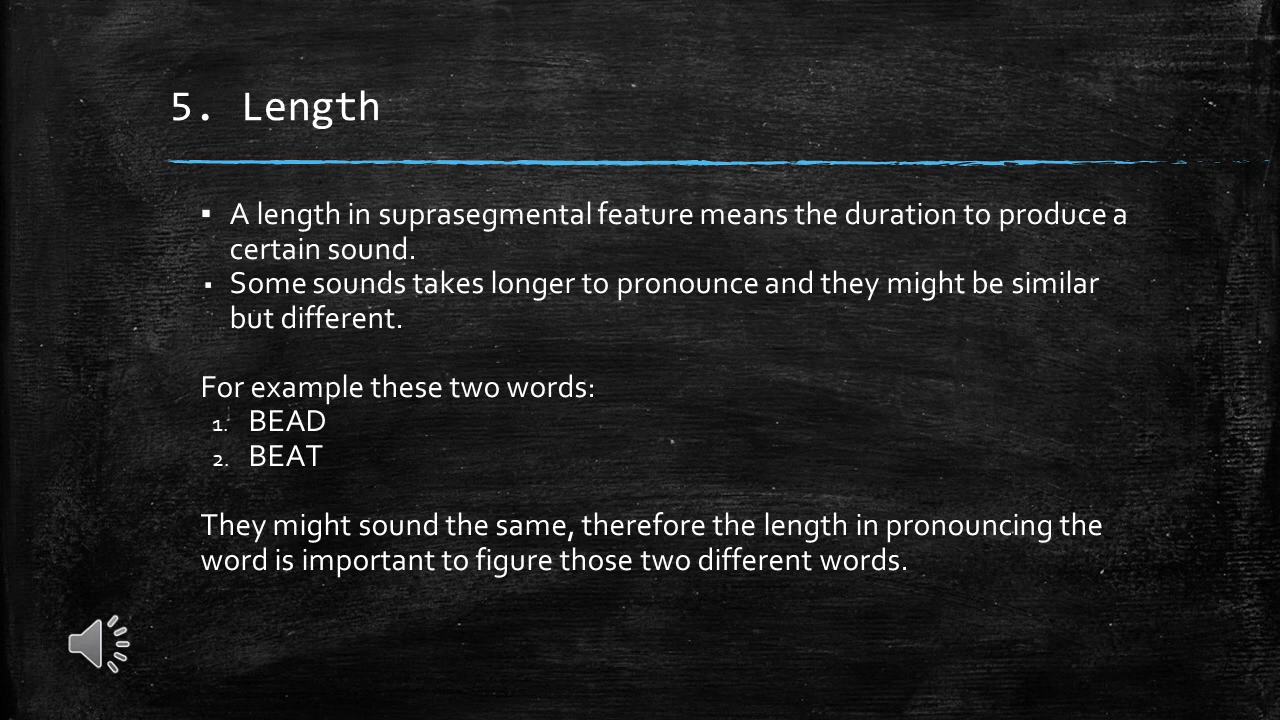 5. Length
▪ A length in suprasegmental feature means the duration to produce a
certain sound.
▪ Some sounds takes longer to pronounce and they might be similar
but different.
For example these two words:
1. BEAD
2. BEAT
They might sound the same, therefore the length in pronouncing the
word is important to figure those two different words.